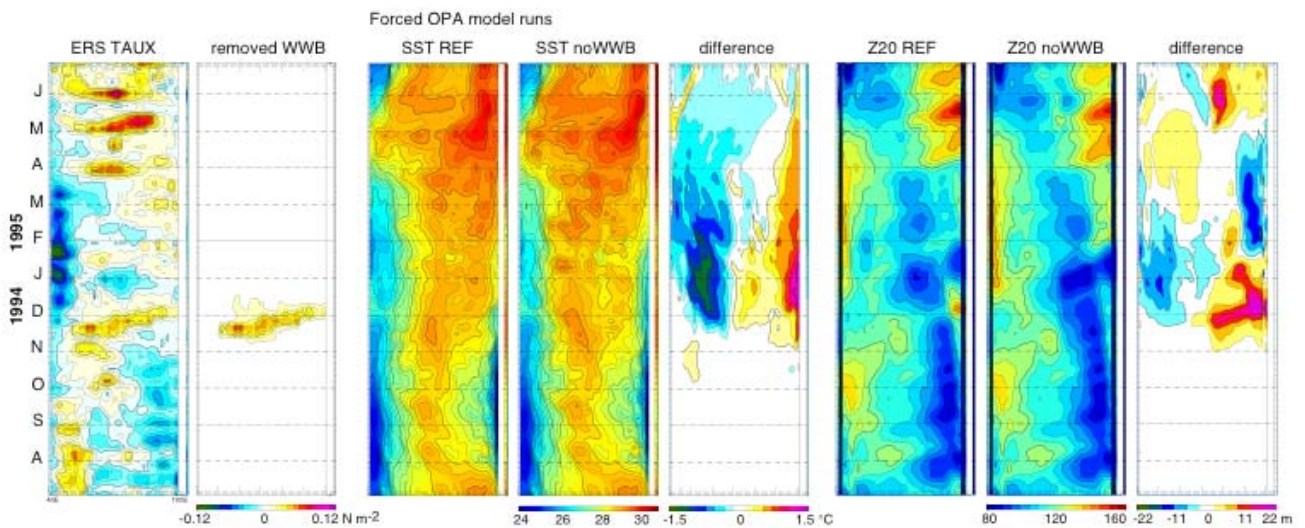 Forced OPA model runs
ERS TAUX removed WWB SST REF SST noWWB difference Z20 REF Z20 noWWB difference
J
M
A
M
1995 F
J
1994 D
N
O
S
A
-0.12 0 0.12 N m-2 24 26 28 30 -1.5 0 1.5 °C 80 120 160 -22 -11 0 11 22 m